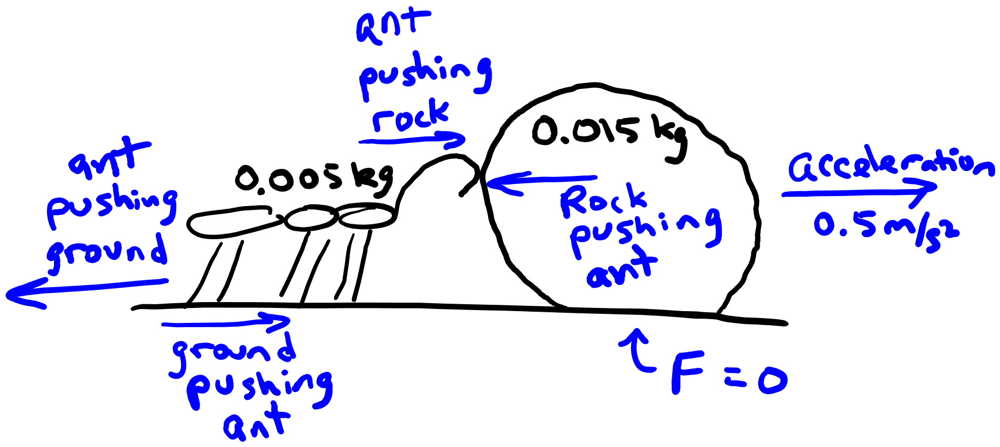 ant
pushing
rock
0.015 kg
ant
pushing
ground
0.005 kg
Rock
pushing
ant
acceleration
0.5 m/s2
ground
pushing
ant
F = 0